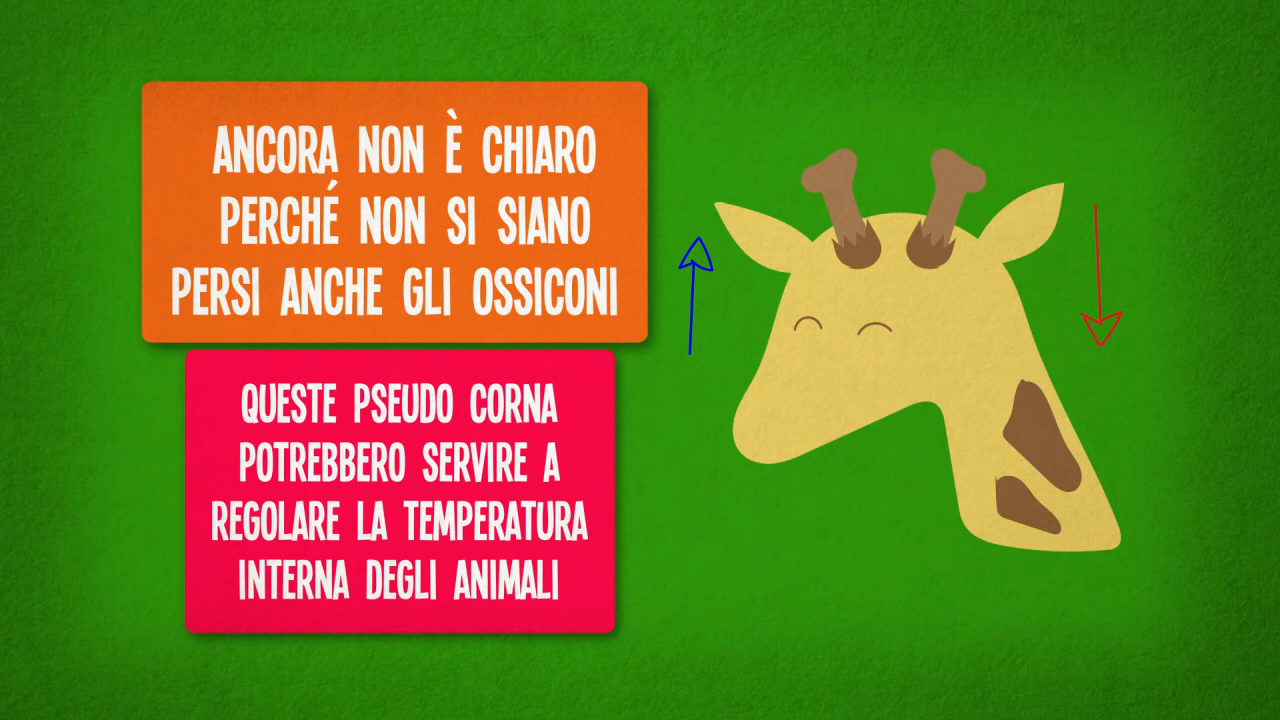 ANCORA NON È CHIARO
PERCHÉ NON SI SIANO
PERSI ANCHE GLI OSSICONI
QUESTE PSEUDO CORNA
POTREBBERO SERVIRE A
REGOLARE LA TEMPERATURA
INTERNA DEGLI ANIMALI